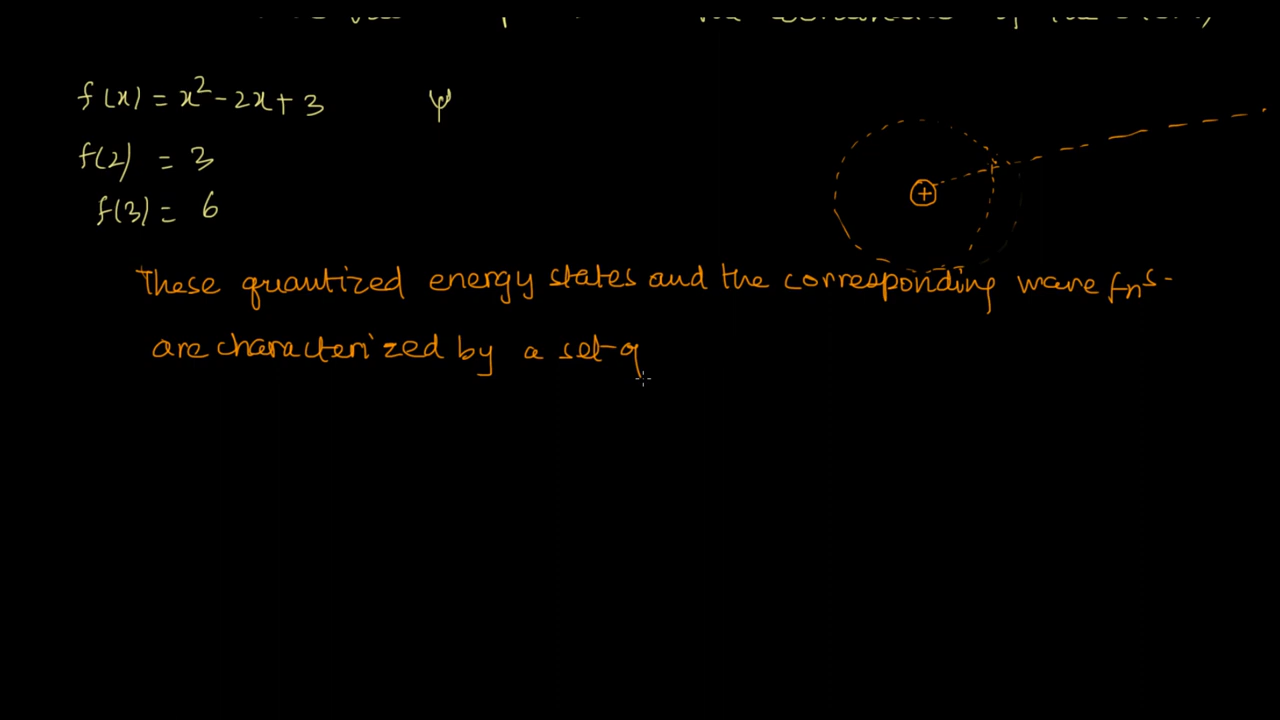 f(x) = x² - 2x + 3 ψ
f(2) = 3
f(3) = 6
+
These quantized energy states and the corresponding wave fnˢ.
are characterized by a set of